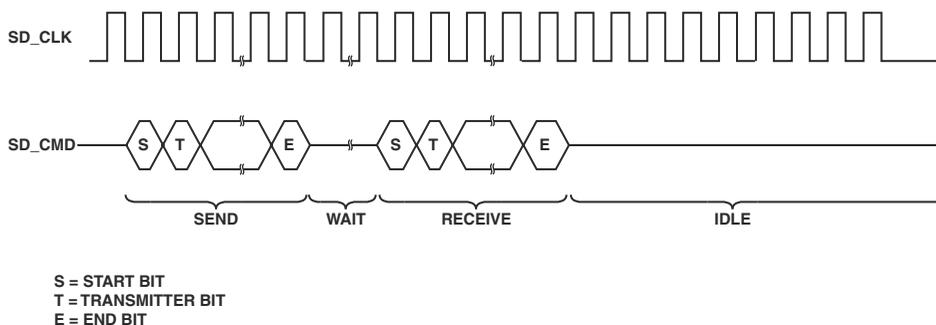 SD_CLK
SD_CMD
S T E S T E
SEND WAIT RECEIVE IDLE
S = START BIT
T = TRANSMITTER BIT
E = END BIT